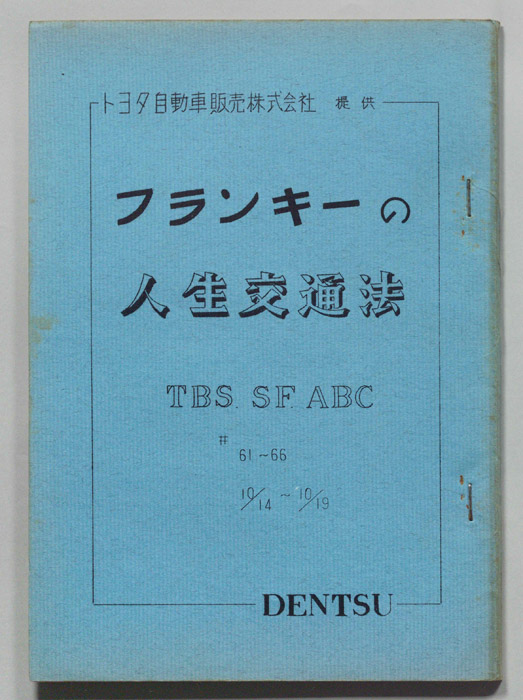 トヨタ自動車販売株式会社 提供
フランキーの
人生交通法
TBS. SF. ABC
# 61~66
10/14 ~ 10/19
DENTSU